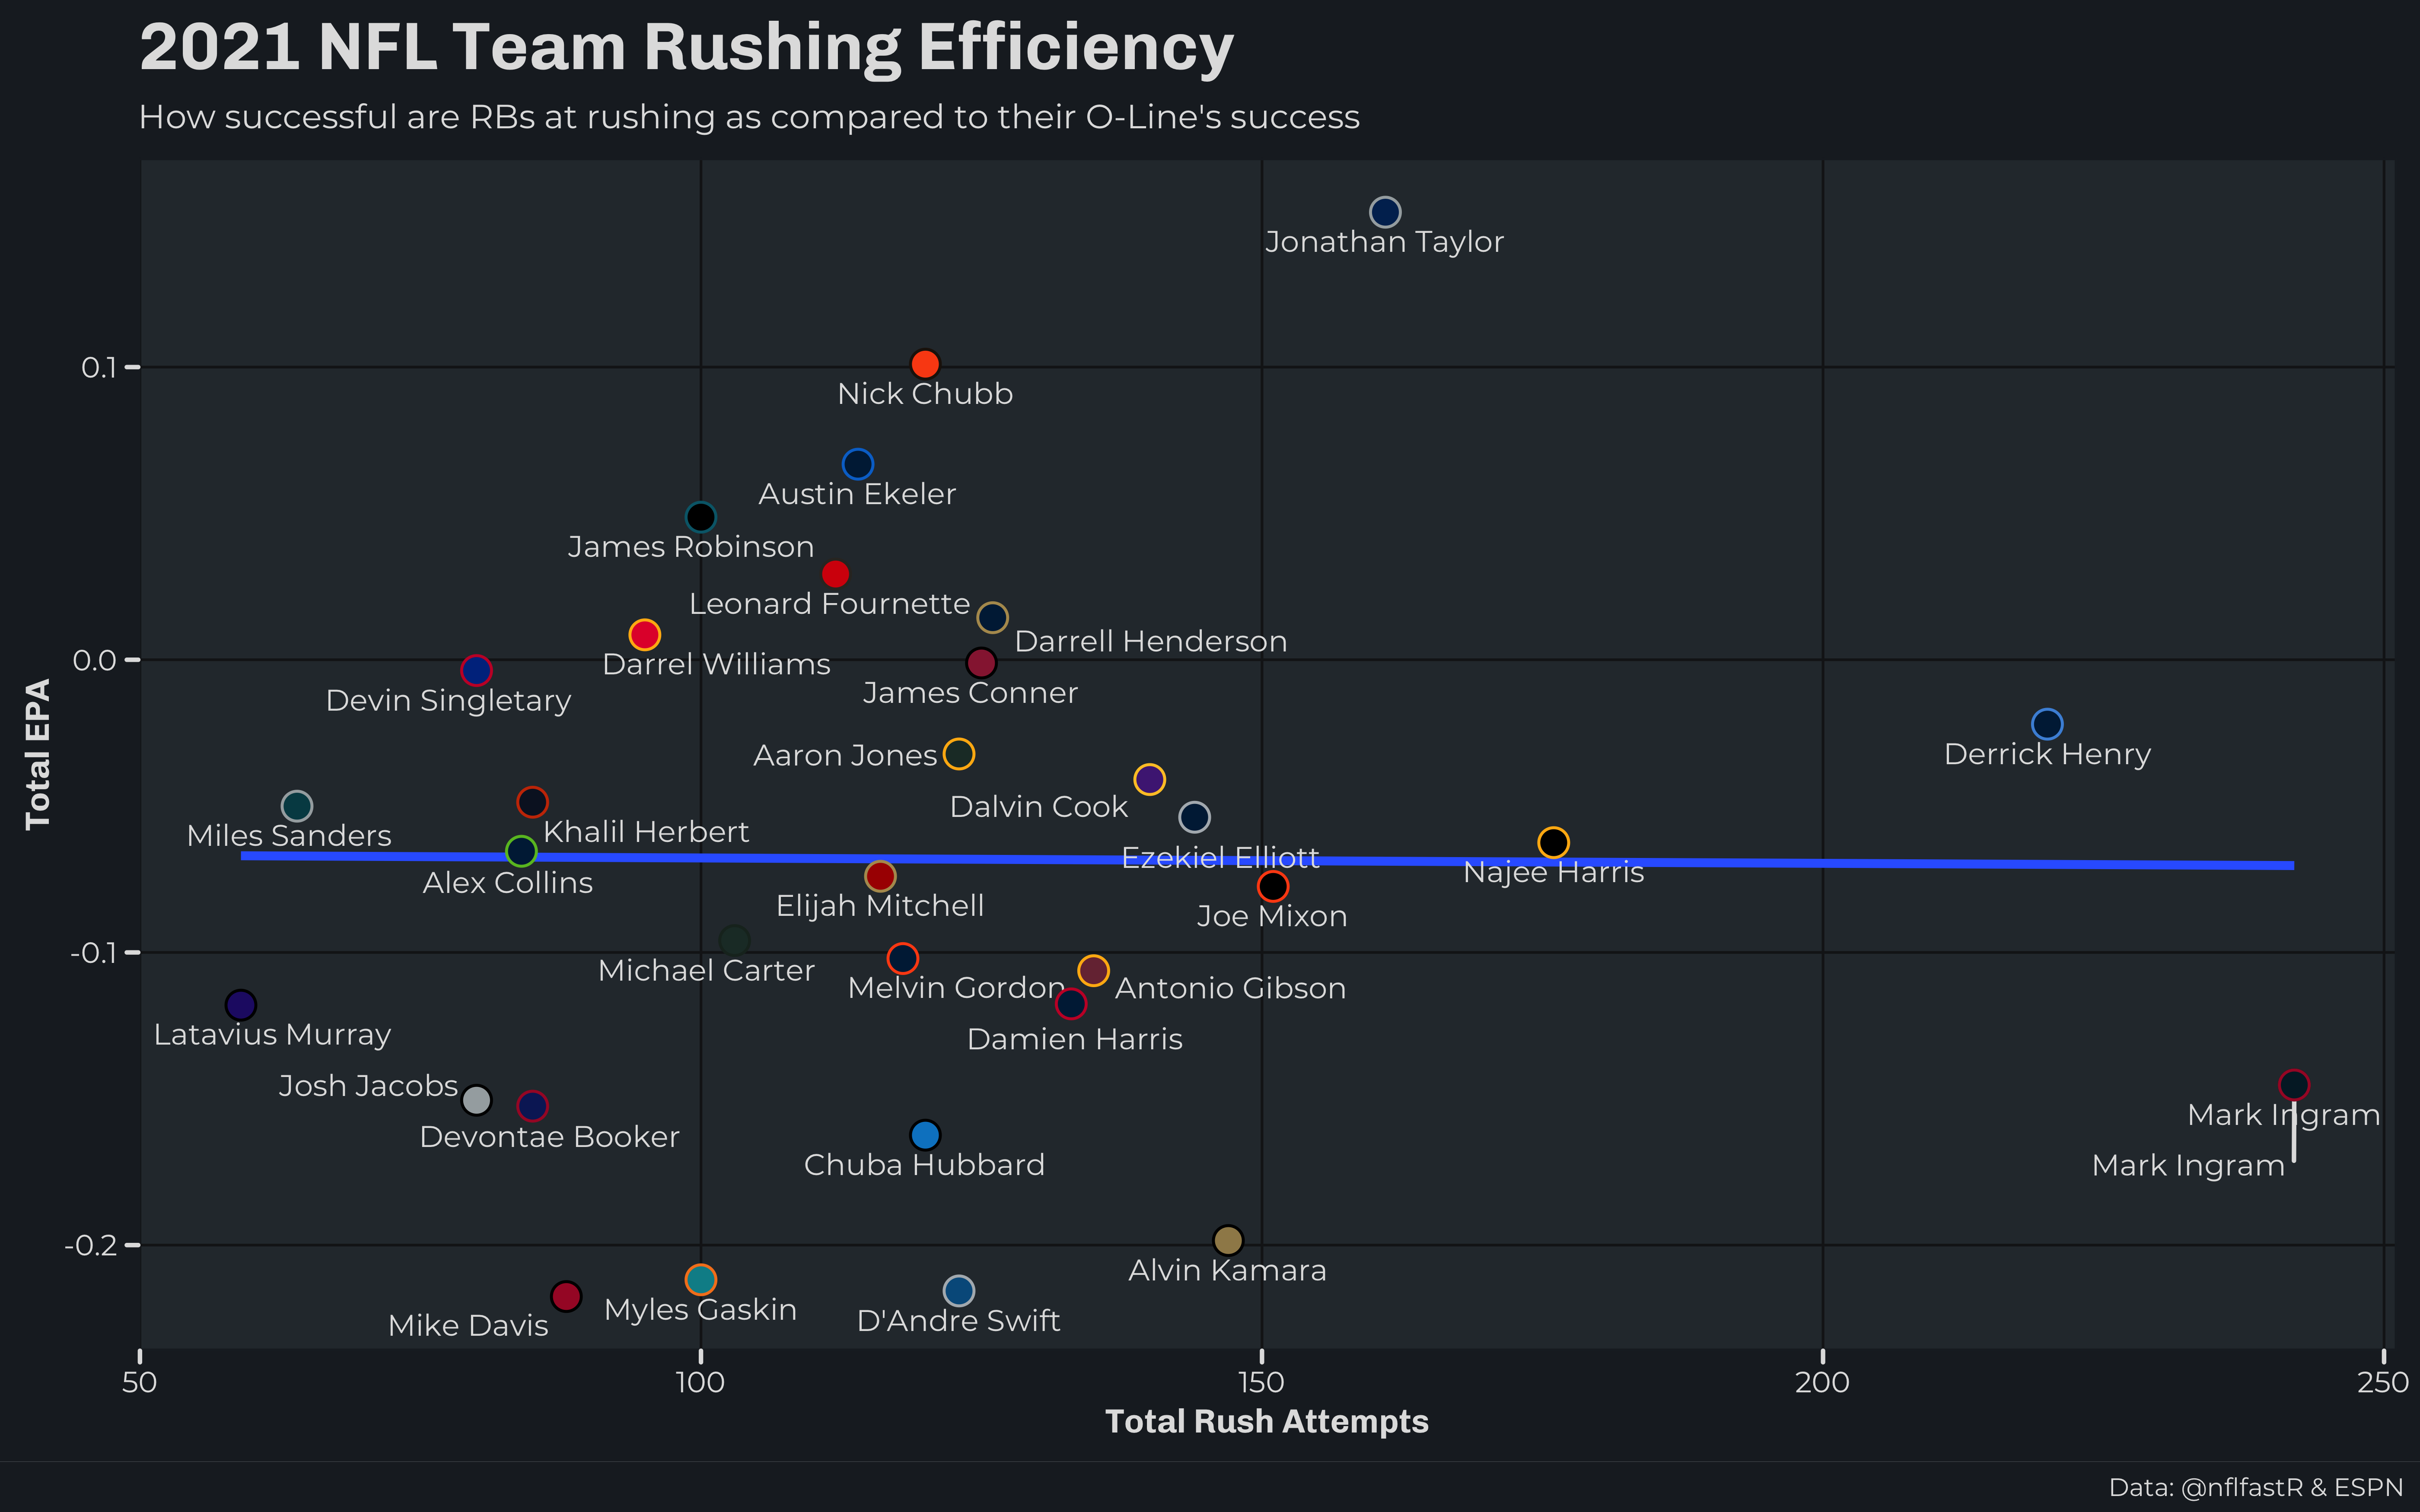 2021 NFL Team Rushing Efficiency
How successful are RBs at rushing as compared to their O-Line's success
Jonathan Taylor
0.1
Nick Chubb
Austin Ekeler
James Robinson
Leonard Fournette
Darrell Henderson
0.0
Darrel Williams
James Conner
Devin Singletary
Aaron Jones
Derrick Henry
Dalvin Cook
Khalil Herbert
Miles Sanders
Ezekiel Elliott
Najee Harris
Alex Collins
Elijah Mitchell
Joe Mixon
-0.1
Michael Carter
Melvin Gordon
Antonio Gibson
Latavius Murray
Damien Harris
Josh Jacobs
Mark Ingram
Devontae Booker
Chuba Hubbard
Mark Ingram
-0.2
Alvin Kamara
Myles Gaskin
D'Andre Swift
Mike Davis
Total EPA
50 100 150 200 250
Total Rush Attempts
Data: @nflfastR & ESPN